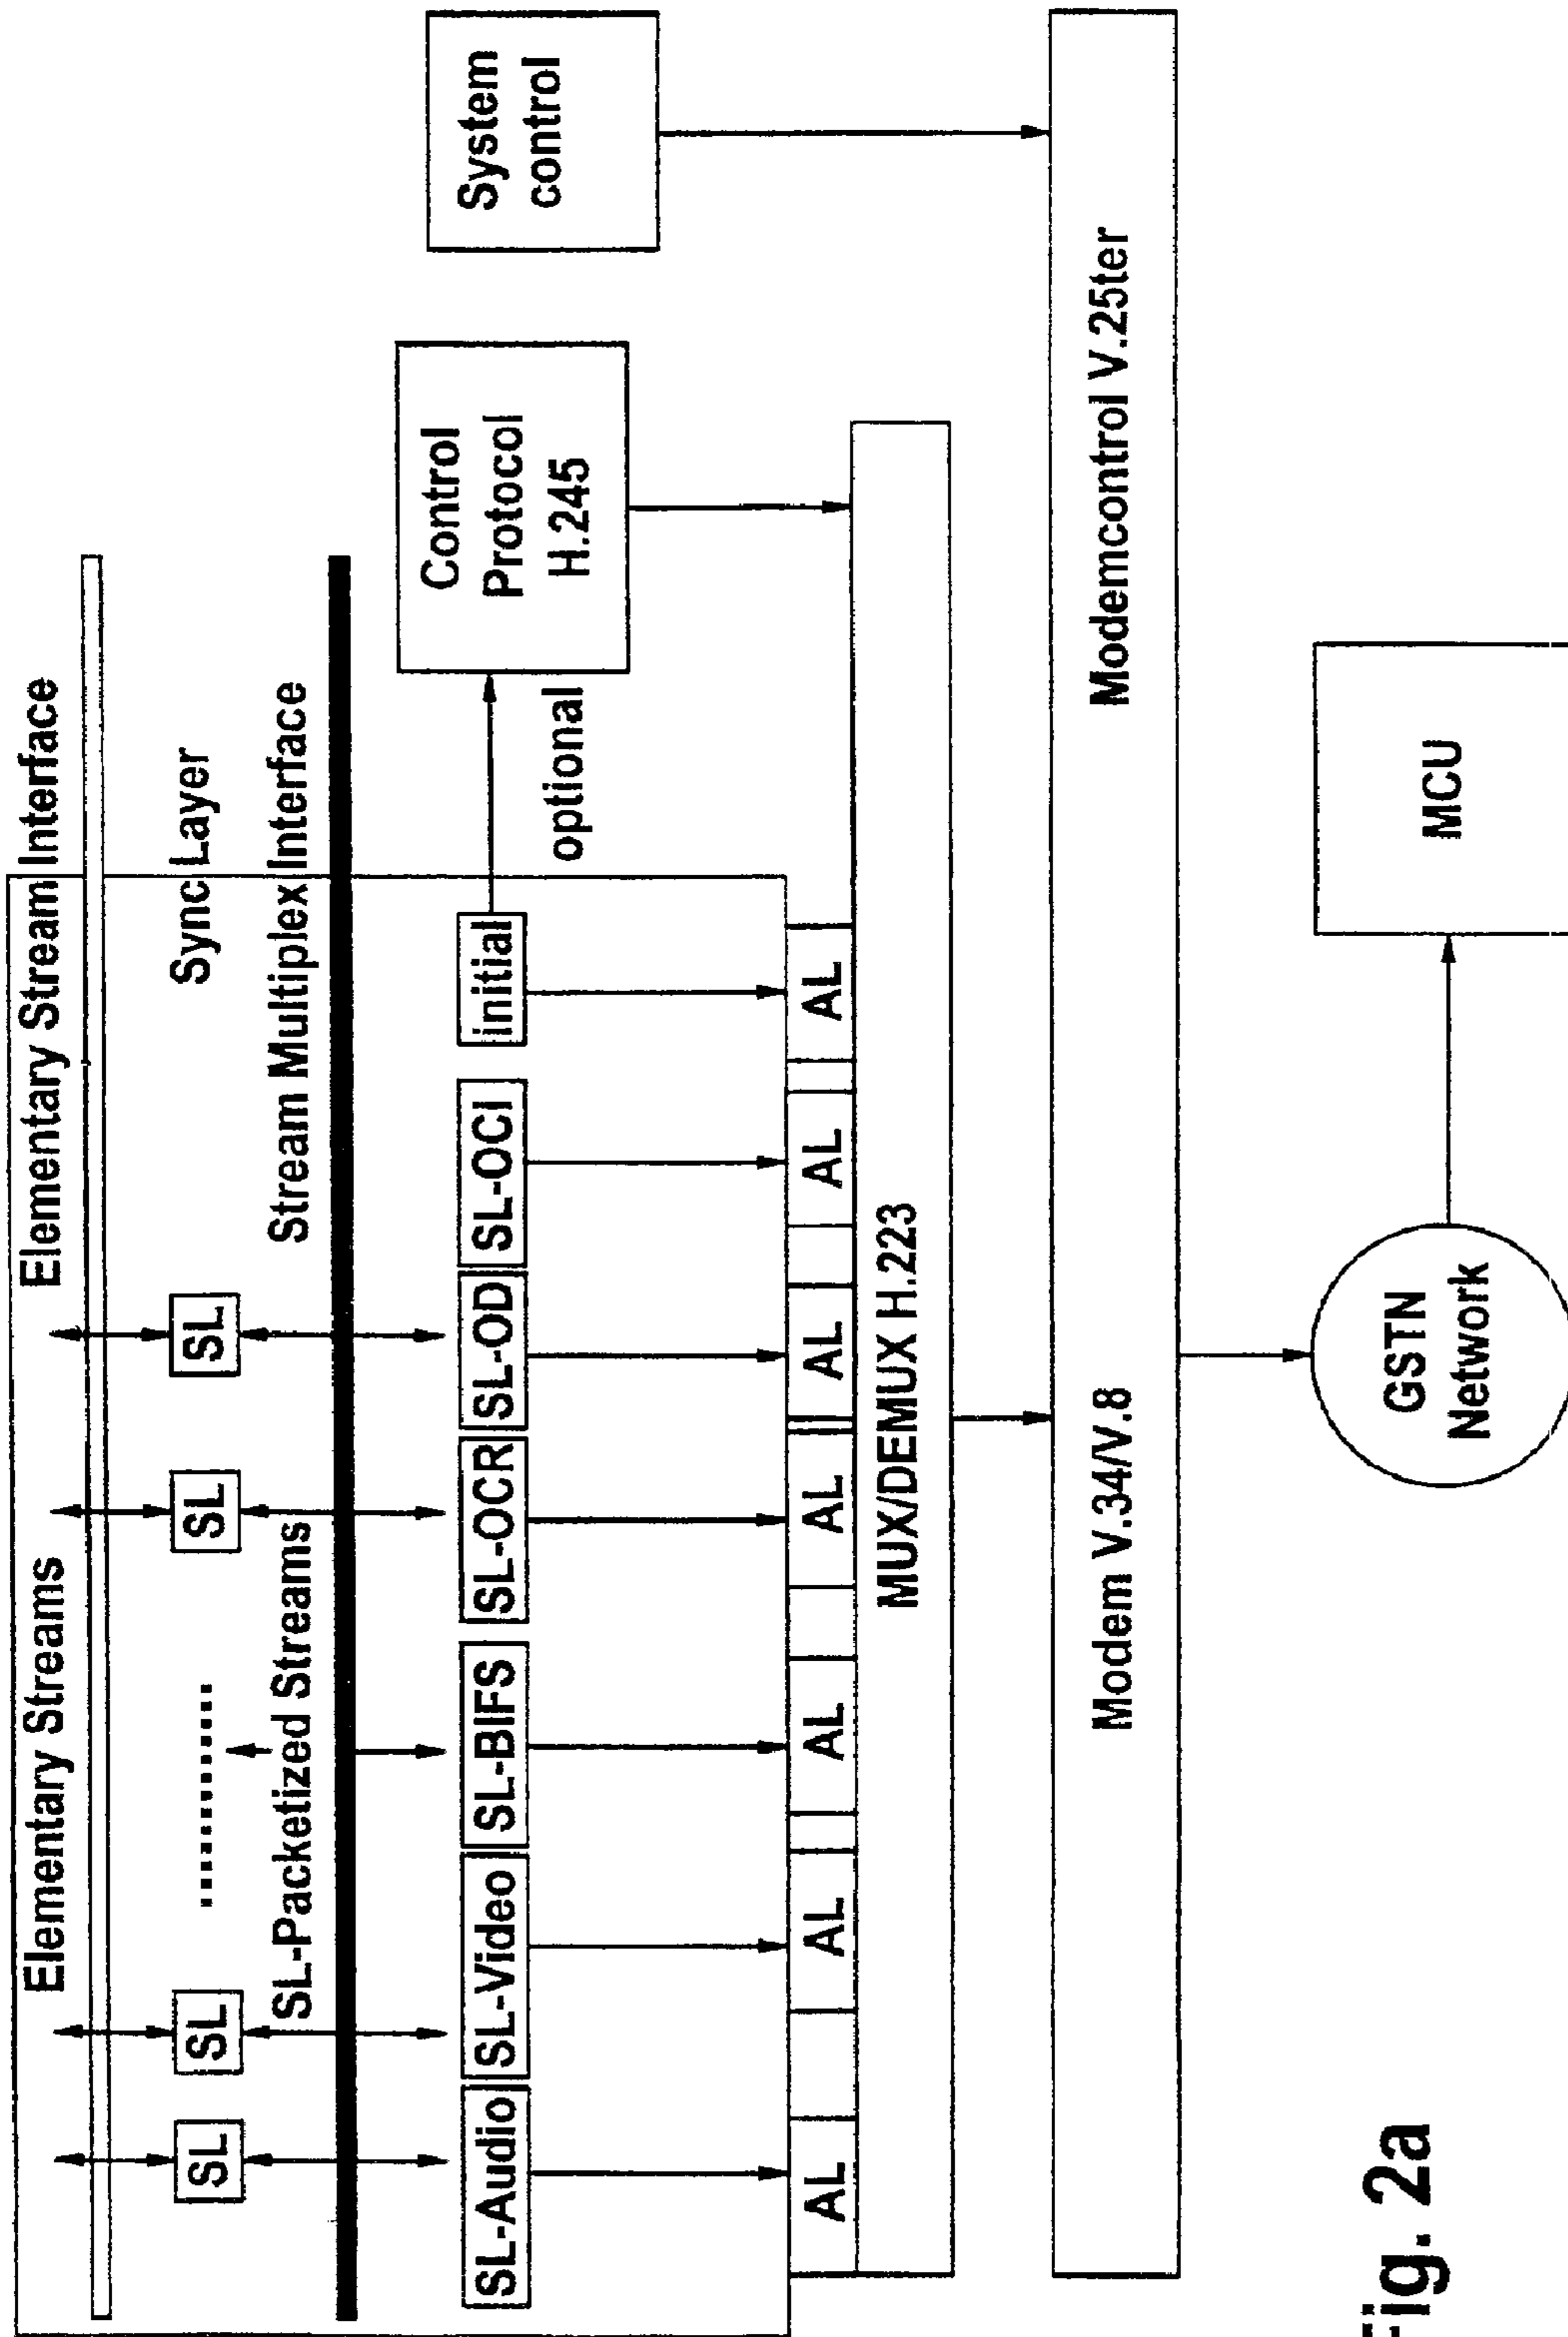 Elementary Streams
Elementary Stream Interface
SL
SL
SL
SL
Sync Layer
SL-Packetized Streams
Stream Multiplex Interface
SL-Audio
SL-Video
SL-BIFS
SL-OCR
SL-OD
SL-OCI
initial
optional
Control
Protocol
H.245
System
control
AL
AL
AL
AL
AL
AL
AL
MUX/DEMUX H.223
Modem V.34/V.8
Modemcontrol V.25ter
GSTN
Network
MCU
Fig. 2a